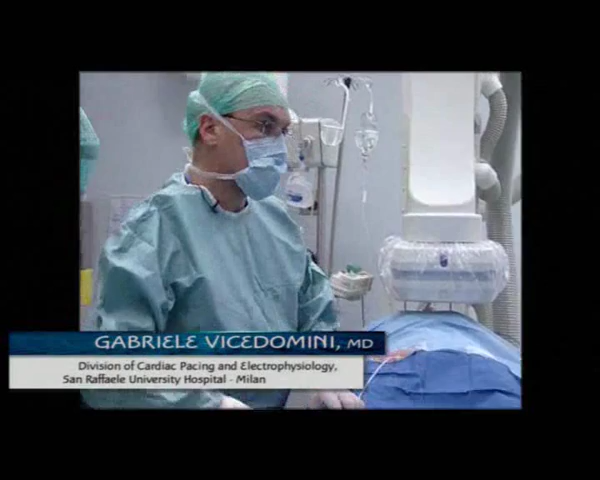 GABRIELE VICEDOMINI, MD
Division of Cardiac Pacing and Electrophysiology,
San Raffaele University Hospital - Milan